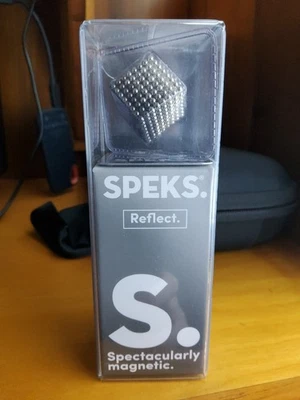 SPEKS®
Reflect.
S.
Spectacularly
magnetic.